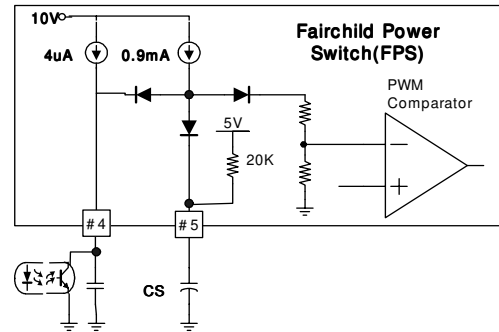 10V
Fairchild Power
Switch(FPS)
4uA
0.9mA
PWM
Comparator
5V
20K
−
+
#4
#5
CS